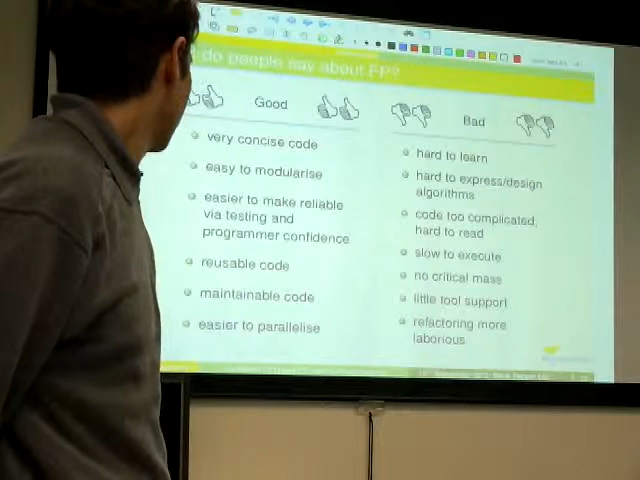 do people say about FP?
Good
very concise code
easy to modularise
easier to make reliable
via testing and
programmer confidence
reusable code
maintainable code
easier to parallelise
Bad
hard to learn
hard to express/design
algorithms
code too complicated,
hard to read
slow to execute
no critical mass
little tool support
refactoring more
laborious